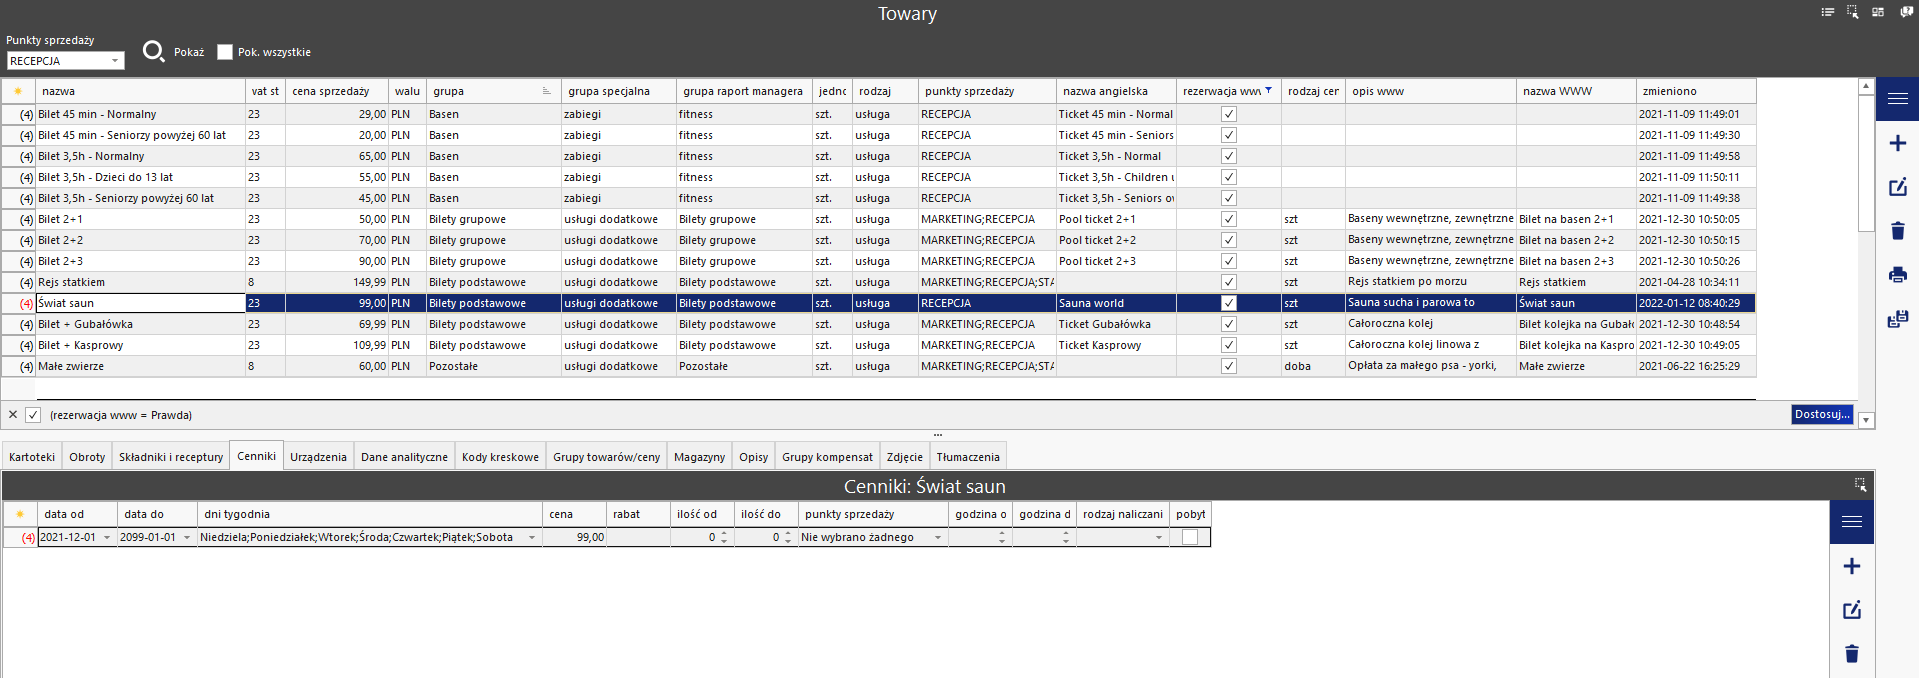 Towary
Punkty sprzedaży
RECEPCJA Pokaż Pok. wszystkie
nazwa vat st cena sprzedaży walu grupa grupa specjalna grupa raport managera jednc rodzaj punkty sprzedaży nazwa angielska rezerwacja www rodzaj cer opis www nazwa WWW zmieniono
(4) Bilet 45 min - Normalny 23 29,00 PLN Basen zabiegi fitness szt. usługa RECEPCJA Ticket 45 min - Normal 2021-11-09 11:49:01
(4) Bilet 45 min - Seniorzy powyżej 60 lat 23 20,00 PLN Basen zabiegi fitness szt. usługa RECEPCJA Ticket 45 min - Seniors 2021-11-09 11:49:30
(4) Bilet 3,5h - Normalny 23 65,00 PLN Basen zabiegi fitness szt. usługa RECEPCJA Ticket 3,5h - Normal 2021-11-09 11:49:58
(4) Bilet 3,5h - Dzieci do 13 lat 23 55,00 PLN Basen zabiegi fitness szt. usługa RECEPCJA Ticket 3,5h - Children u 2021-11-09 11:50:11
(4) Bilet 3,5h - Seniorzy powyżej 60 lat 23 45,00 PLN Basen zabiegi fitness szt. usługa RECEPCJA Ticket 3,5h - Seniors ov 2021-11-09 11:49:38
(4) Bilet 2+1 23 50,00 PLN Bilety grupowe usługi dodatkowe Bilety grupowe szt. usługa MARKETING;RECEPCJA Pool ticket 2+1 szt Baseny wewnętrzne, zewnętrzne Bilet na basen 2+1 2021-12-30 10:50:05
(4) Bilet 2+2 23 70,00 PLN Bilety grupowe usługi dodatkowe Bilety grupowe szt. usługa MARKETING;RECEPCJA Pool ticket 2+2 szt Baseny wewnętrzne, zewnętrzne Bilet na basen 2+2 2021-12-30 10:50:15
(4) Bilet 2+3 23 90,00 PLN Bilety grupowe usługi dodatkowe Bilety grupowe szt. usługa MARKETING;RECEPCJA Pool ticket 2+3 szt Baseny wewnętrzne, zewnętrzne Bilet na basen 2+3 2021-12-30 10:50:26
(4) Rejs statkiem 8 149,99 PLN Bilety podstawowe usługi dodatkowe Bilety podstawowe szt. usługa MARKETING;RECEPCJA;STA szt Rejs statkiem po morzu Rejs statkiem 2021-04-28 10:34:11
(4) Świat saun 23 99,00 PLN Bilety podstawowe usługi dodatkowe Bilety podstawowe szt. usługa RECEPCJA Sauna world szt Sauna sucha i parowa to Świat saun 2022-01-12 08:40:29
(4) Bilet + Gubałówka 23 69,99 PLN Bilety podstawowe usługi dodatkowe Bilety podstawowe szt. usługa MARKETING;RECEPCJA Ticket Gubałówka szt Całoroczna kolej Bilet kolejka na Gubało 2021-12-30 10:48:54
(4) Bilet + Kasprowy 23 109,99 PLN Bilety podstawowe usługi dodatkowe Bilety podstawowe szt. usługa MARKETING;RECEPCJA Ticket Kasprowy szt Całoroczna kolej linowa z Bilet kolejka na Kaspro 2021-12-30 10:49:05
(4) Małe zwierze 8 60,00 PLN Pozostałe usługi dodatkowe Pozostałe szt. usługa MARKETING;RECEPCJA;STA doba Opłata za małego psa - yorki, Małe zwierze 2021-06-22 16:25:29
(rezerwacja www = Prawda) Dostosuj...
Kartoteki Obroty Składniki i receptury Cenniki Urządzenia Dane analityczne Kody kreskowe Grupy towarów/ceny Magazyny Opisy Grupy kompensat Zdjęcie Tłumaczenia
Cenniki: Świat saun
data od data do dni tygodnia cena rabat ilość od ilość do punkty sprzedaży godzina o godzina d rodzaj naliczani pobyt
(4) 2021-12-01 2099-01-01 Niedziela;Poniedziałek;Wtorek;Środa;Czwartek;Piątek;Sobota 99,00 0 0 Nie wybrano żadnego